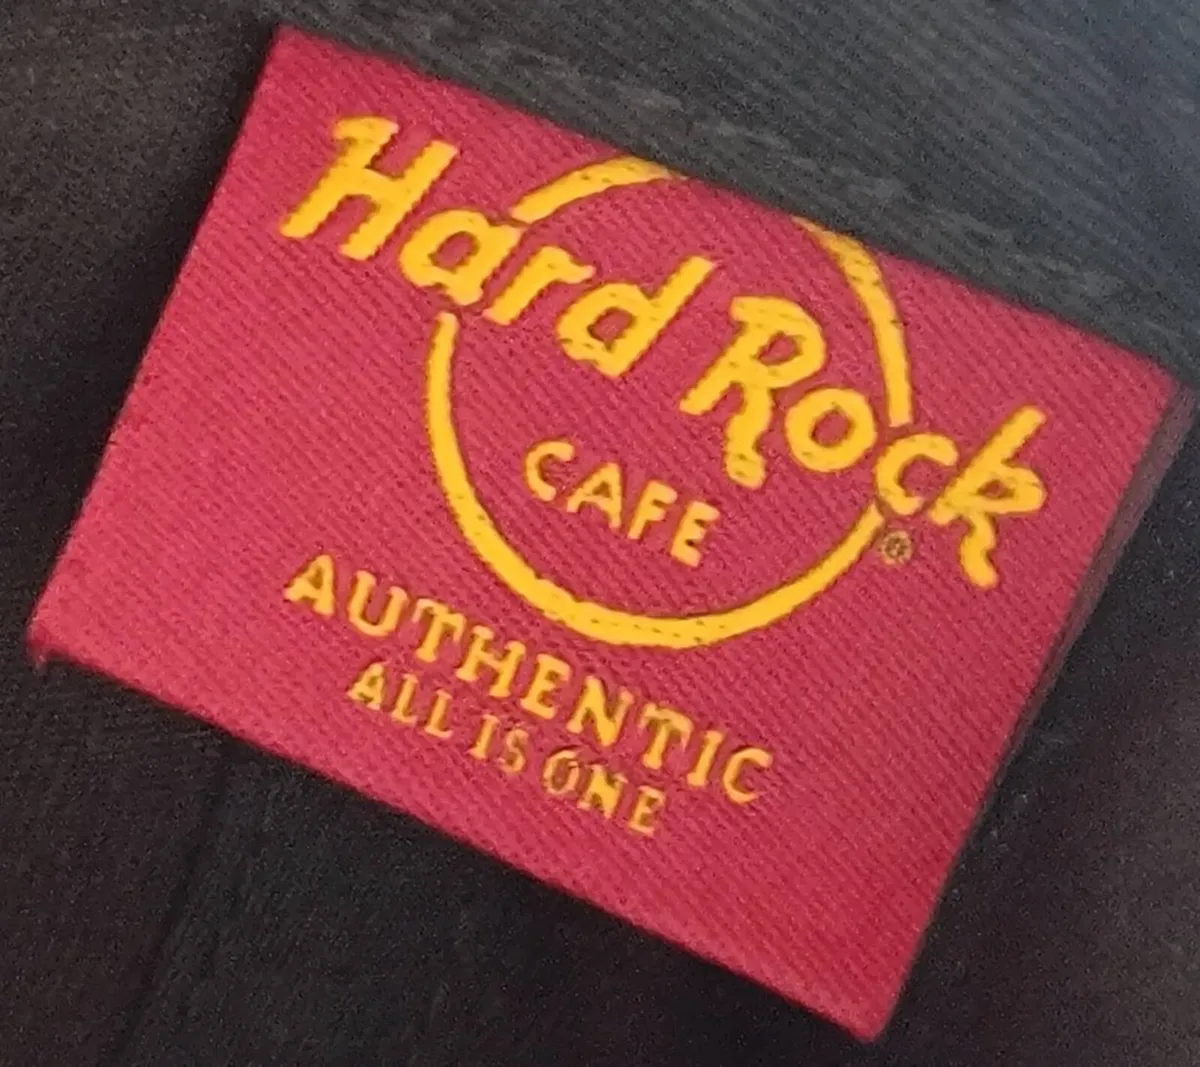 Hard Rock
CAFE
®
AUTHENTIC
ALL IS ONE